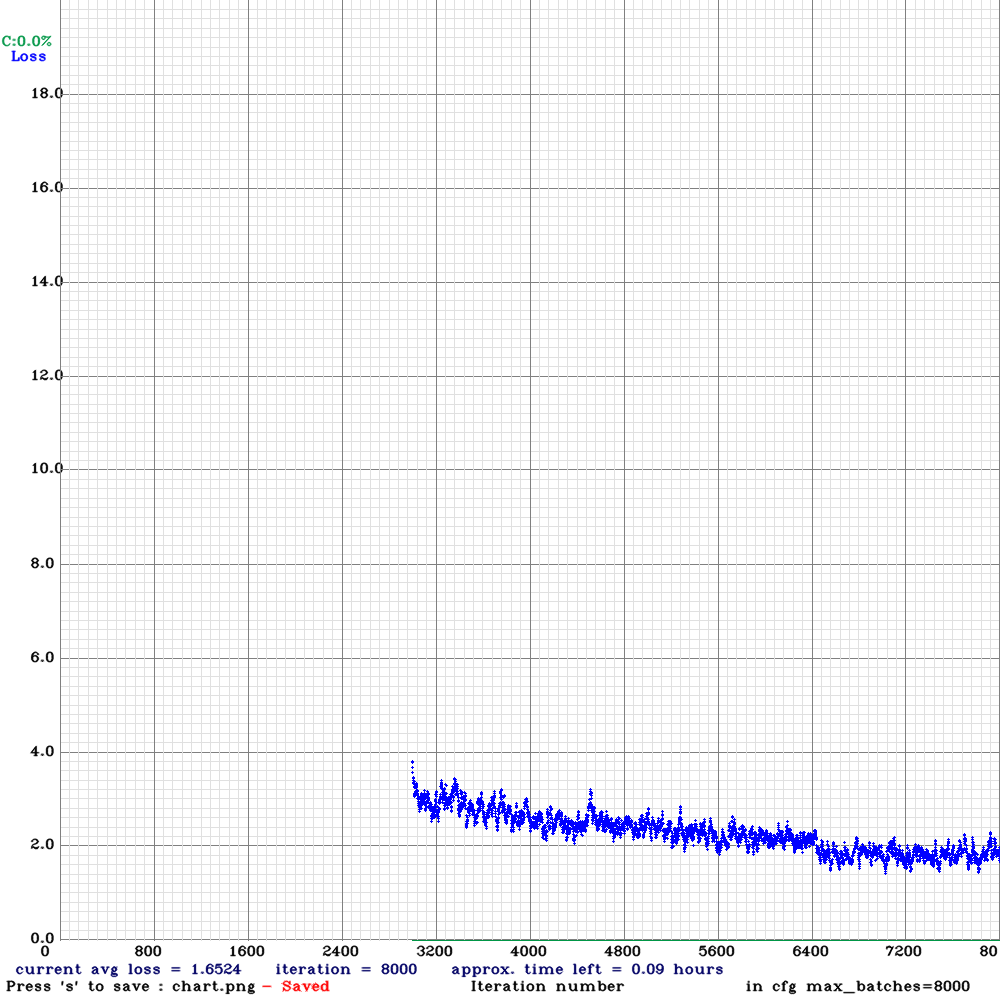 C:0.0%
Loss
18.0
16.0
14.0
12.0
10.0
8.0
6.0
4.0
2.0
0.0
0 800 1600 2400 3200 4000 4800 5600 6400 7200 80
current avg loss = 1.6524 iteration = 8000 approx. time left = 0.09 hours
Press 's' to save : chart.png - Saved Iteration number in cfg max_batches=8000